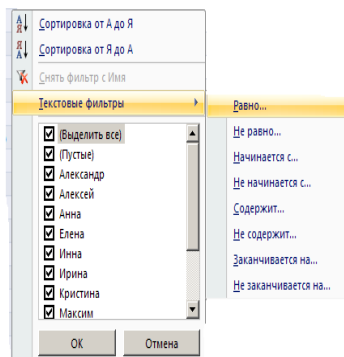 Сортировка от А до Я
Сортировка от Я до А
Снять фильтр с Имя
Текстовые фильтры
(Выделить все)
(Пустые)
Александр
Алексей
Анна
Елена
Инна
Ирина
Кристина
Максим
ОК
Отмена
Равно...
Не равно...
Начинается с...
Не начинается с...
Содержит...
Не содержит...
Заканчивается на...
Не заканчивается на...